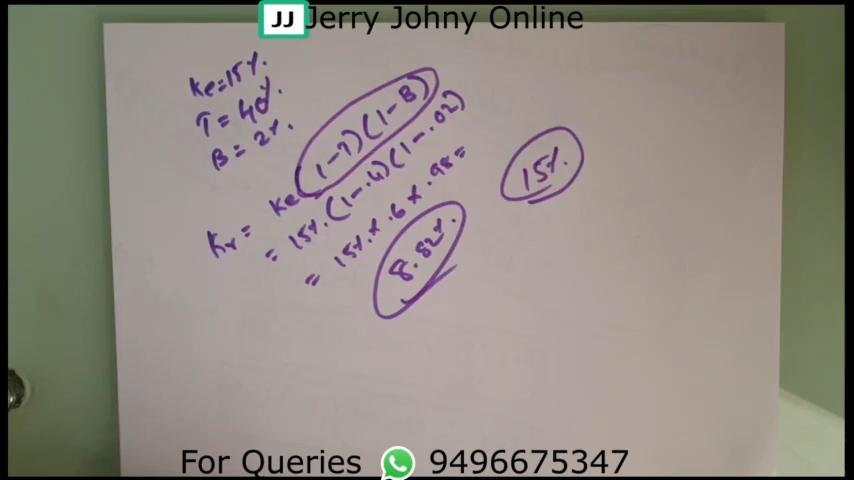 JJ Jerry Johny Online
Ke=15%.
T = 40%.
B = 2%.
Kr = Ke (1-T) (1-B)
= 15%. (1-.4) (1-.02)
= 15%. x .6 x .98 =
8.82%.
15%.
For Queries 9496675347